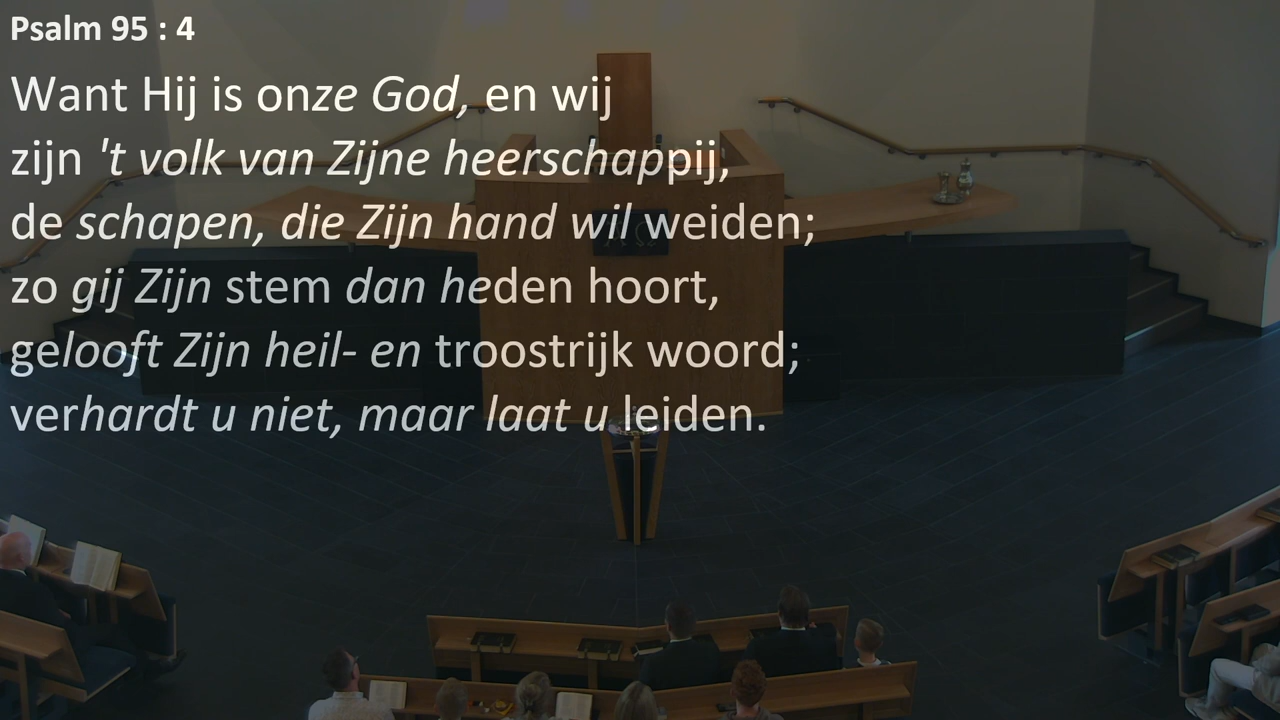 Psalm 95 : 4
Want Hij is onze God, en wij
zijn 't volk van Zijne heerschappij,
de schapen, die Zijn hand wil weiden;
zo gij Zijn stem dan heden hoort,
gelooft Zijn heil- en troostrijk woord;
verhardt u niet, maar laat u leiden.
ΑΩ